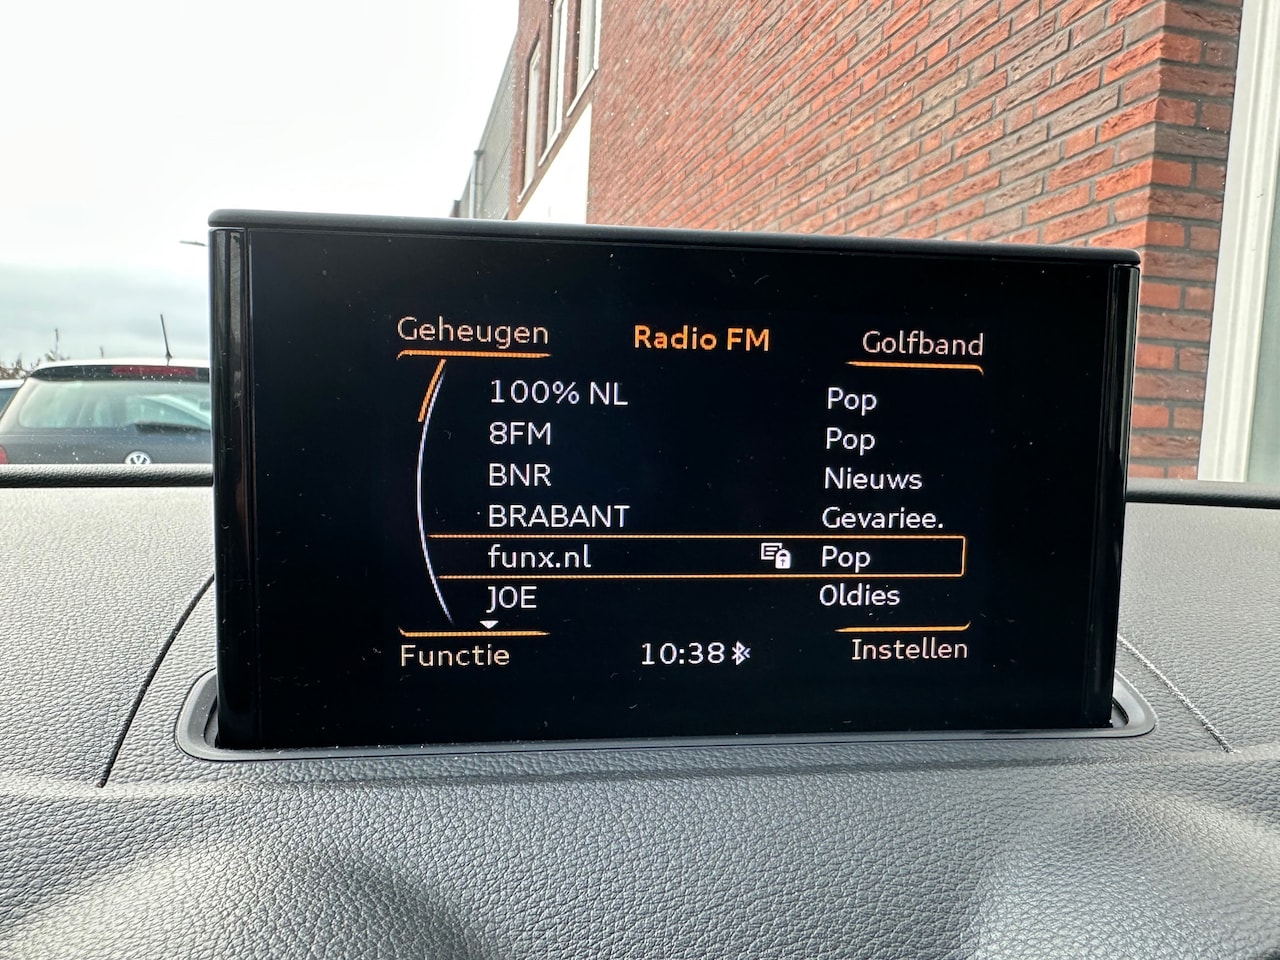 Geheugen Radio FM Golfband
100% NL Pop
8FM Pop
BNR Nieuws
BRABANT Gevariee.
funx.nl Pop
JOE Oldies
Functie 10:38 Instellen